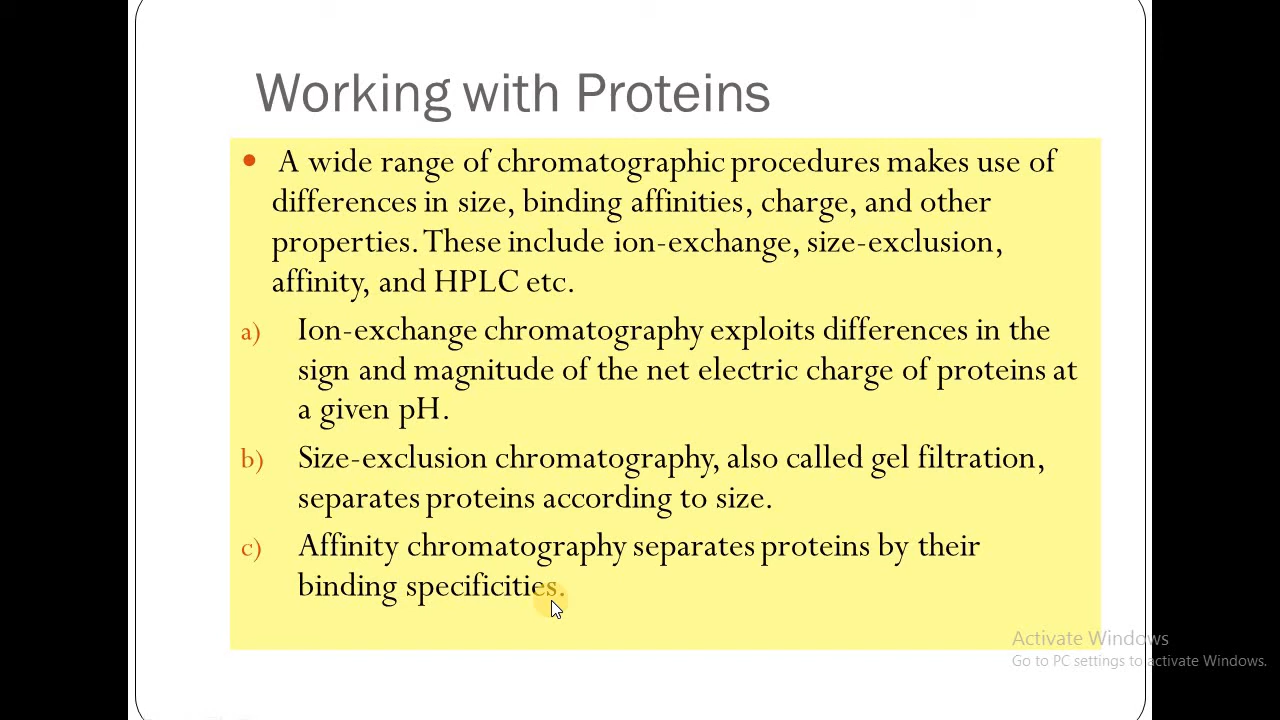 Working with Proteins
• A wide range of chromatographic procedures makes use of
differences in size, binding affinities, charge, and other
properties. These include ion-exchange, size-exclusion,
affinity, and HPLC etc.
a) Ion-exchange chromatography exploits differences in the
sign and magnitude of the net electric charge of proteins at
a given pH.
b) Size-exclusion chromatography, also called gel filtration,
separates proteins according to size.
c) Affinity chromatography separates proteins by their
binding specificities.
Activate Windows
Go to PC settings to activate Windows.